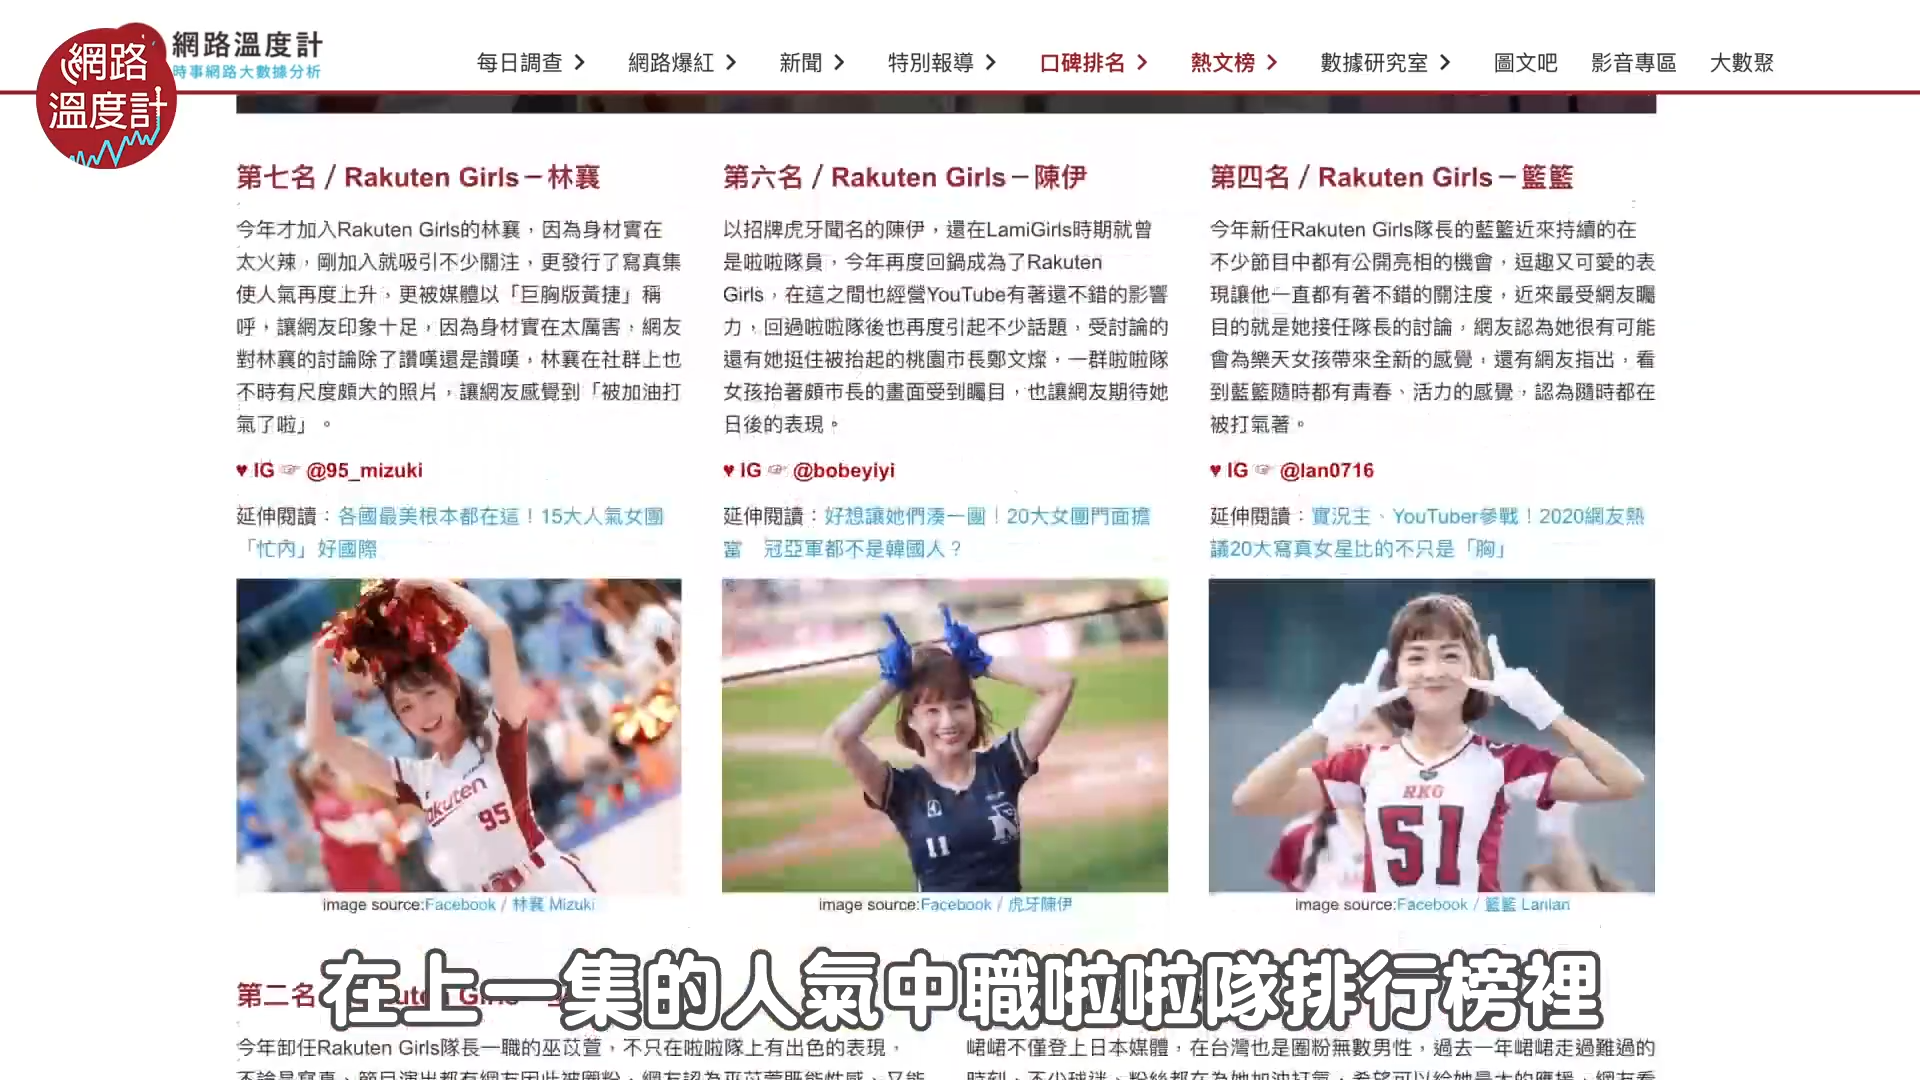 網路溫度計
網路溫度計
時事網路大數據分析
每日調查
網路爆紅
新聞
特別報導
口碑排名
熱文榜
數據研究室
圖文吧
影音專區
大數聚
第七名 / Rakuten Girls－林襄
今年才加入Rakuten Girls的林襄，因為身材實在
太火辣，剛加入就吸引不少關注，更發行了寫真集
使人氣再度上升，更被媒體以「巨胸版黃捷」稱
呼，讓網友印象十足，因為身材實在太厲害，網友
對林襄的討論除了讚嘆還是讚嘆，林襄在社群上也
不時有尺度頗大的照片，讓網友感覺到「被加油打
氣了啦」。
♥ IG ☞ @95_mizuki
延伸閱讀：各國最美根本都在這！15大人氣女團
「忙內」好國際
Rakuten
95
image source:Facebook / 林襄 Mizuki
第六名 / Rakuten Girls－陳伊
以招牌虎牙聞名的陳伊，還在LamiGirls時期就曾
是啦啦隊員，今年再度回鍋成為了Rakuten
Girls，在這之間也經營YouTube有著還不錯的影響
力，回過啦啦隊後也再度引起不少話題，受討論的
還有她挺住被抬起的桃園市長鄭文燦，一群啦啦隊
女孩抬著頗市長的畫面受到矚目，也讓網友期待她
日後的表現。
♥ IG ☞ @bobeyiyi
延伸閱讀：好想讓她們湊一團！20大女團門面擔
當　冠亞軍都不是韓國人？
11
image source:Facebook / 虎牙陳伊
第四名 / Rakuten Girls－籃籃
今年新任Rakuten Girls隊長的藍籃近來持續的在
不少節目中都有公開亮相的機會，逗趣又可愛的表
現讓他一直都有著不錯的關注度，近來最受網友矚
目的就是她接任隊長的討論，網友認為她很有可能
會為樂天女孩帶來全新的感覺，還有網友指出，看
到藍籃隨時都有青春、活力的感覺，認為隨時都在
被打氣著。
♥ IG ☞ @lan0716
延伸閱讀：實況主、YouTuber參戰！2020網友熱
議20大寫真女星比的不只是「胸」
RKG
51
image source:Facebook / 籃籃 Lanlan
第二名
在上一集的人氣中職啦啦隊排行榜裡
今年卸任Rakuten Girls隊長一職的巫苡萱，不只在啦啦隊上有出色的表現，
峮峮不僅登上日本媒體，在台灣也是圈粉無數男性，過去一年峮峮走過難過的